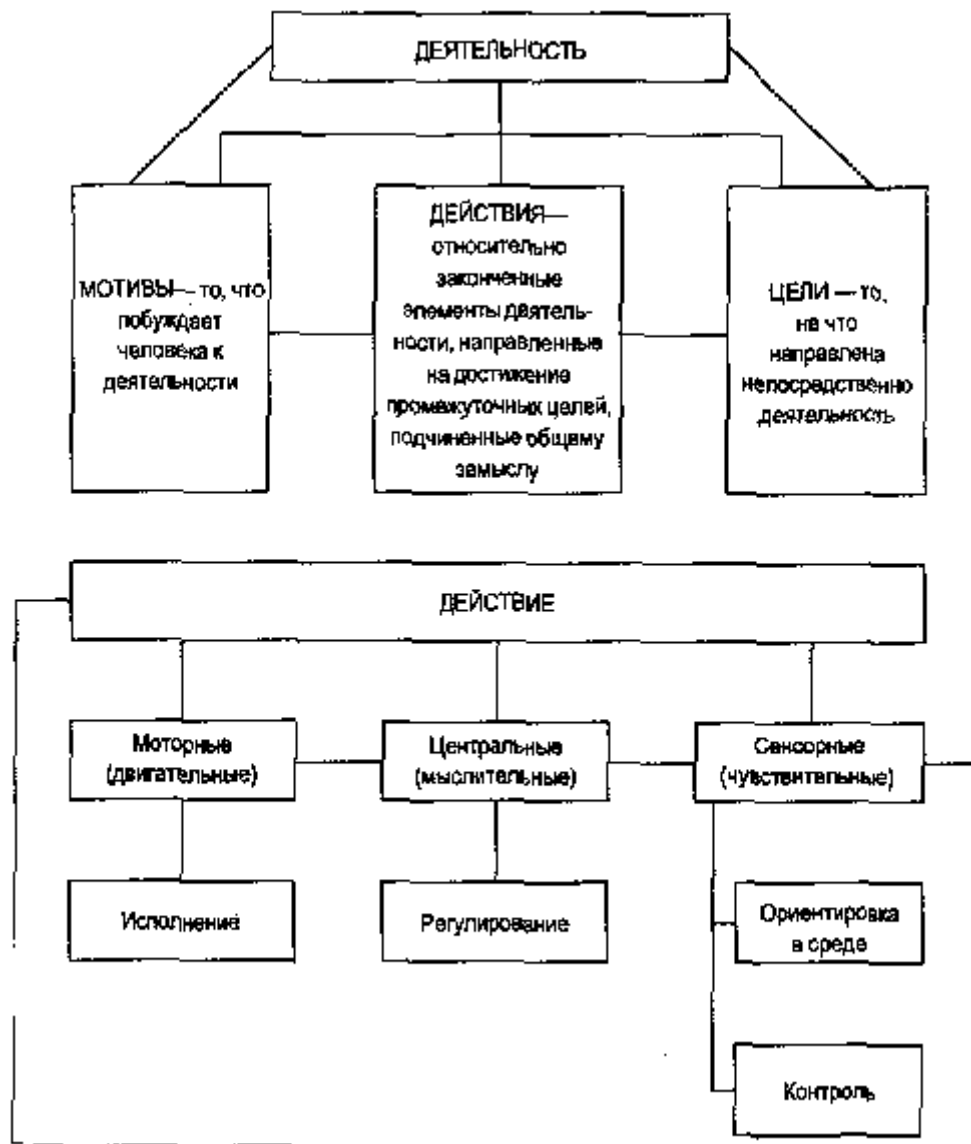 ДЕЯТЕЛЬНОСТЬ
МОТИВЫ — то, что
побуждает
человека к
деятельности
ДЕЙСТВИЯ —
относительно
законченные
элементы деятель-
ности, направленные
на достижение
промежуточных целей,
подчиненные общему
замыслу
ЦЕЛИ — то,
на что
направлена
непосредственно
деятельность
ДЕЙСТВИЕ
Моторные
(двигательные)
Центральные
(мыслительные)
Сенсорные
(чувствительные)
Исполнение
Регулирование
Ориентировка
в среде
Контроль